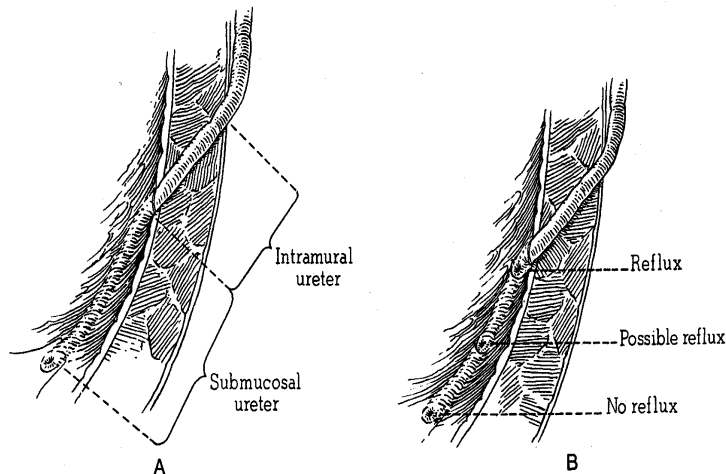 Intramural
ureter
Submucosal
ureter
A
Reflux
Possible reflux
No reflux
B